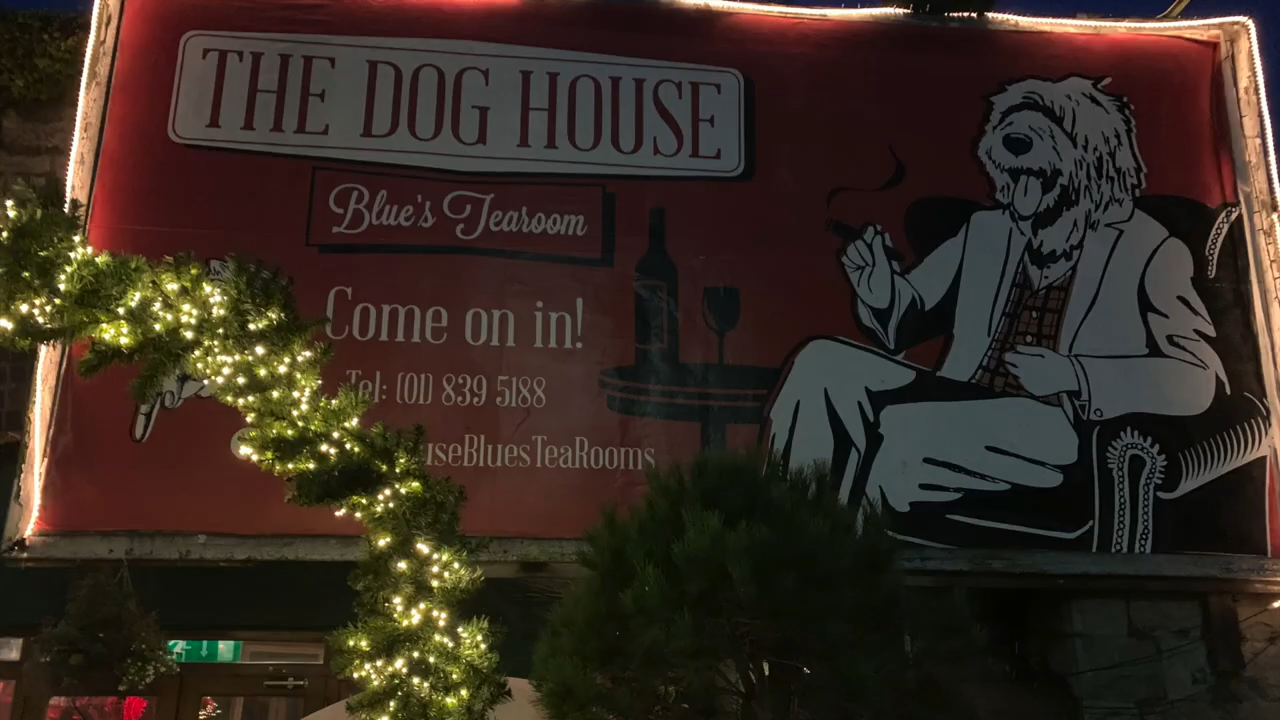 THE DOG HOUSE
Blue's Tearoom
Come on in!
Tel: (01) 839 5188
useBluesTeaRooms